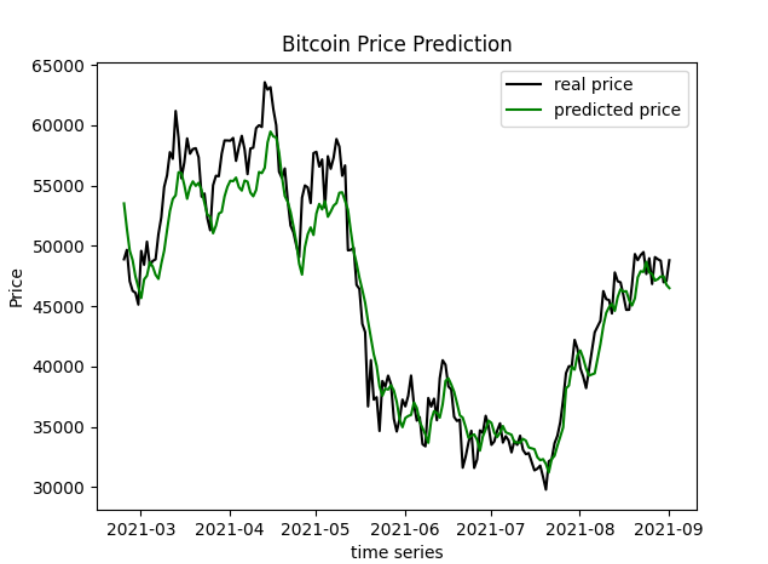 Bitcoin Price Prediction
real price
predicted price
65000
60000
55000
50000
45000
40000
35000
30000
Price
2021-03 2021-04 2021-05 2021-06 2021-07 2021-08 2021-09
time series